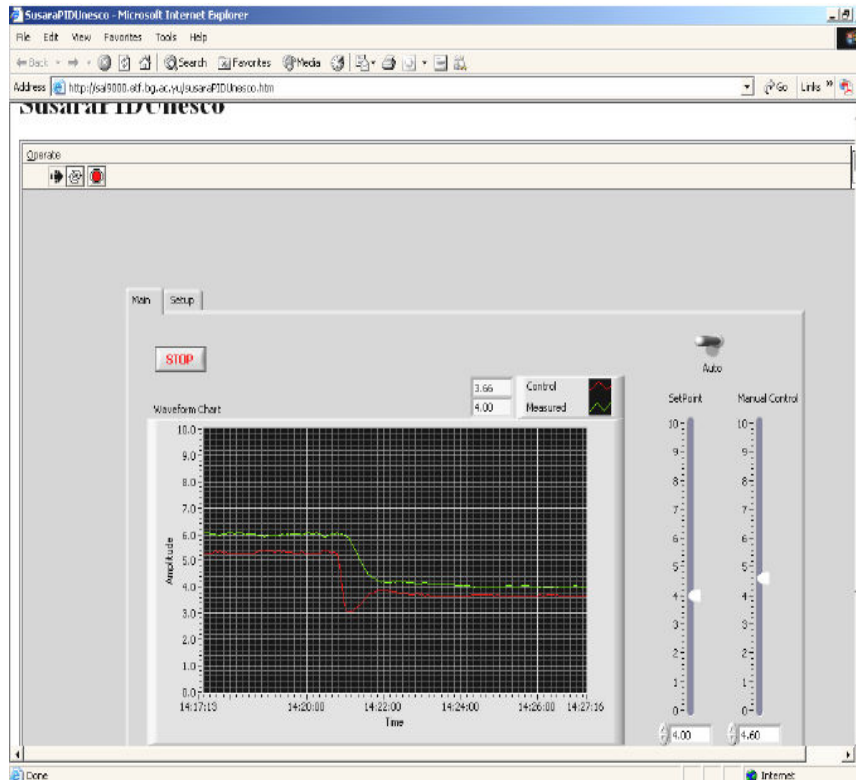 SusaraPIDUnesco - Microsoft Internet Explorer
File Edit View Favorites Tools Help
Back Search Favorites Media
Address http://sal9000.etf.bg.ac.yu/susaraPIDUnesco.htm Go Links »
SusaraPIDUnesco
Operate
Main Setup
STOP
Auto
3.66 Control
4.00 Measured
Waveform Chart
SetPoint Manual Control
10.0
9.0
8.0
7.0
6.0
5.0
4.0
3.0
2.0
1.0
0.0
Amplitude
14:17:13 14:20:00 14:22:00 14:24:00 14:26:00 14:27:16
Time
10 10
9 9
8 8
7 7
6 6
5 5
4 4
3 3
2 2
1 1
0 0
4.00 4.60
Done Internet